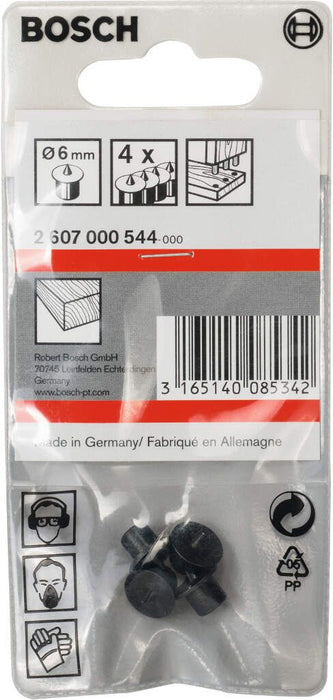 BOSCH
Ø 6 mm
4 x
2 607 000 544-000
Robert Bosch GmbH
70745 Leinfelden Echterdingen
Germany
www.bosch-pt.com
3 165140 085342
Made in Germany/ Fabriqué en Allemagne
05
PP